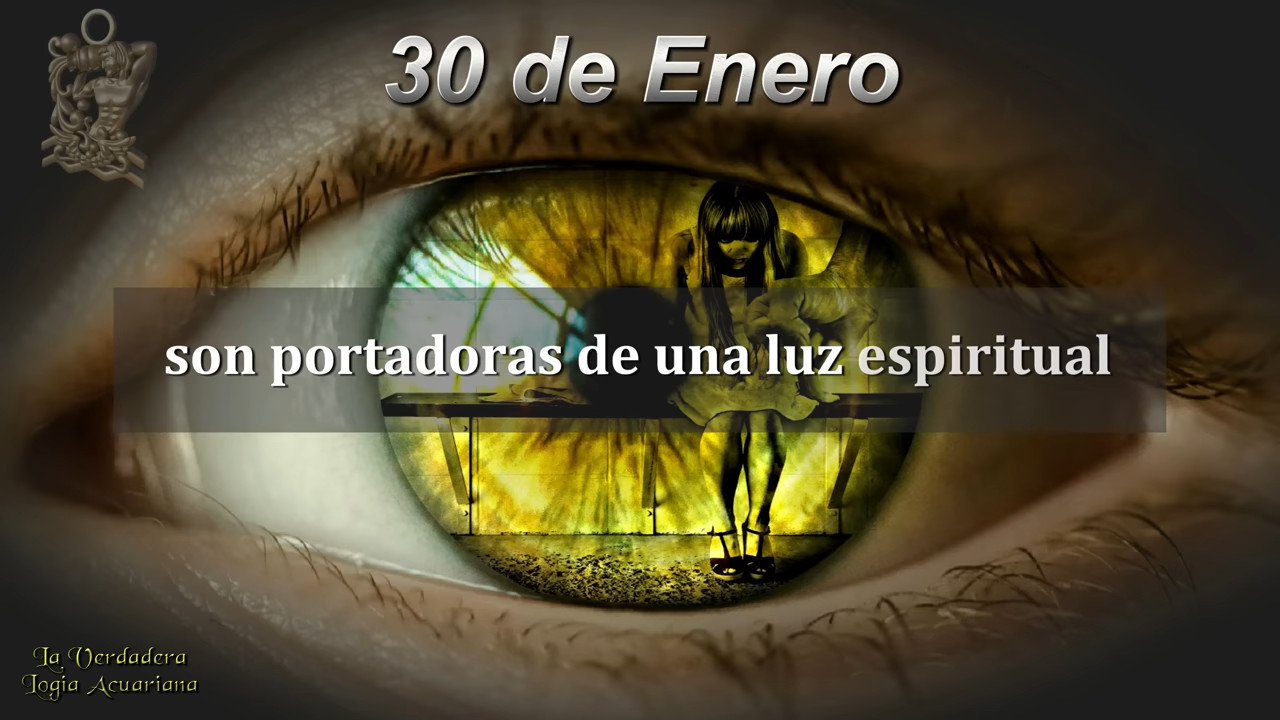 30 de Enero
son portadoras de una luz espiritual
La Verdadera
Logia Acuariana